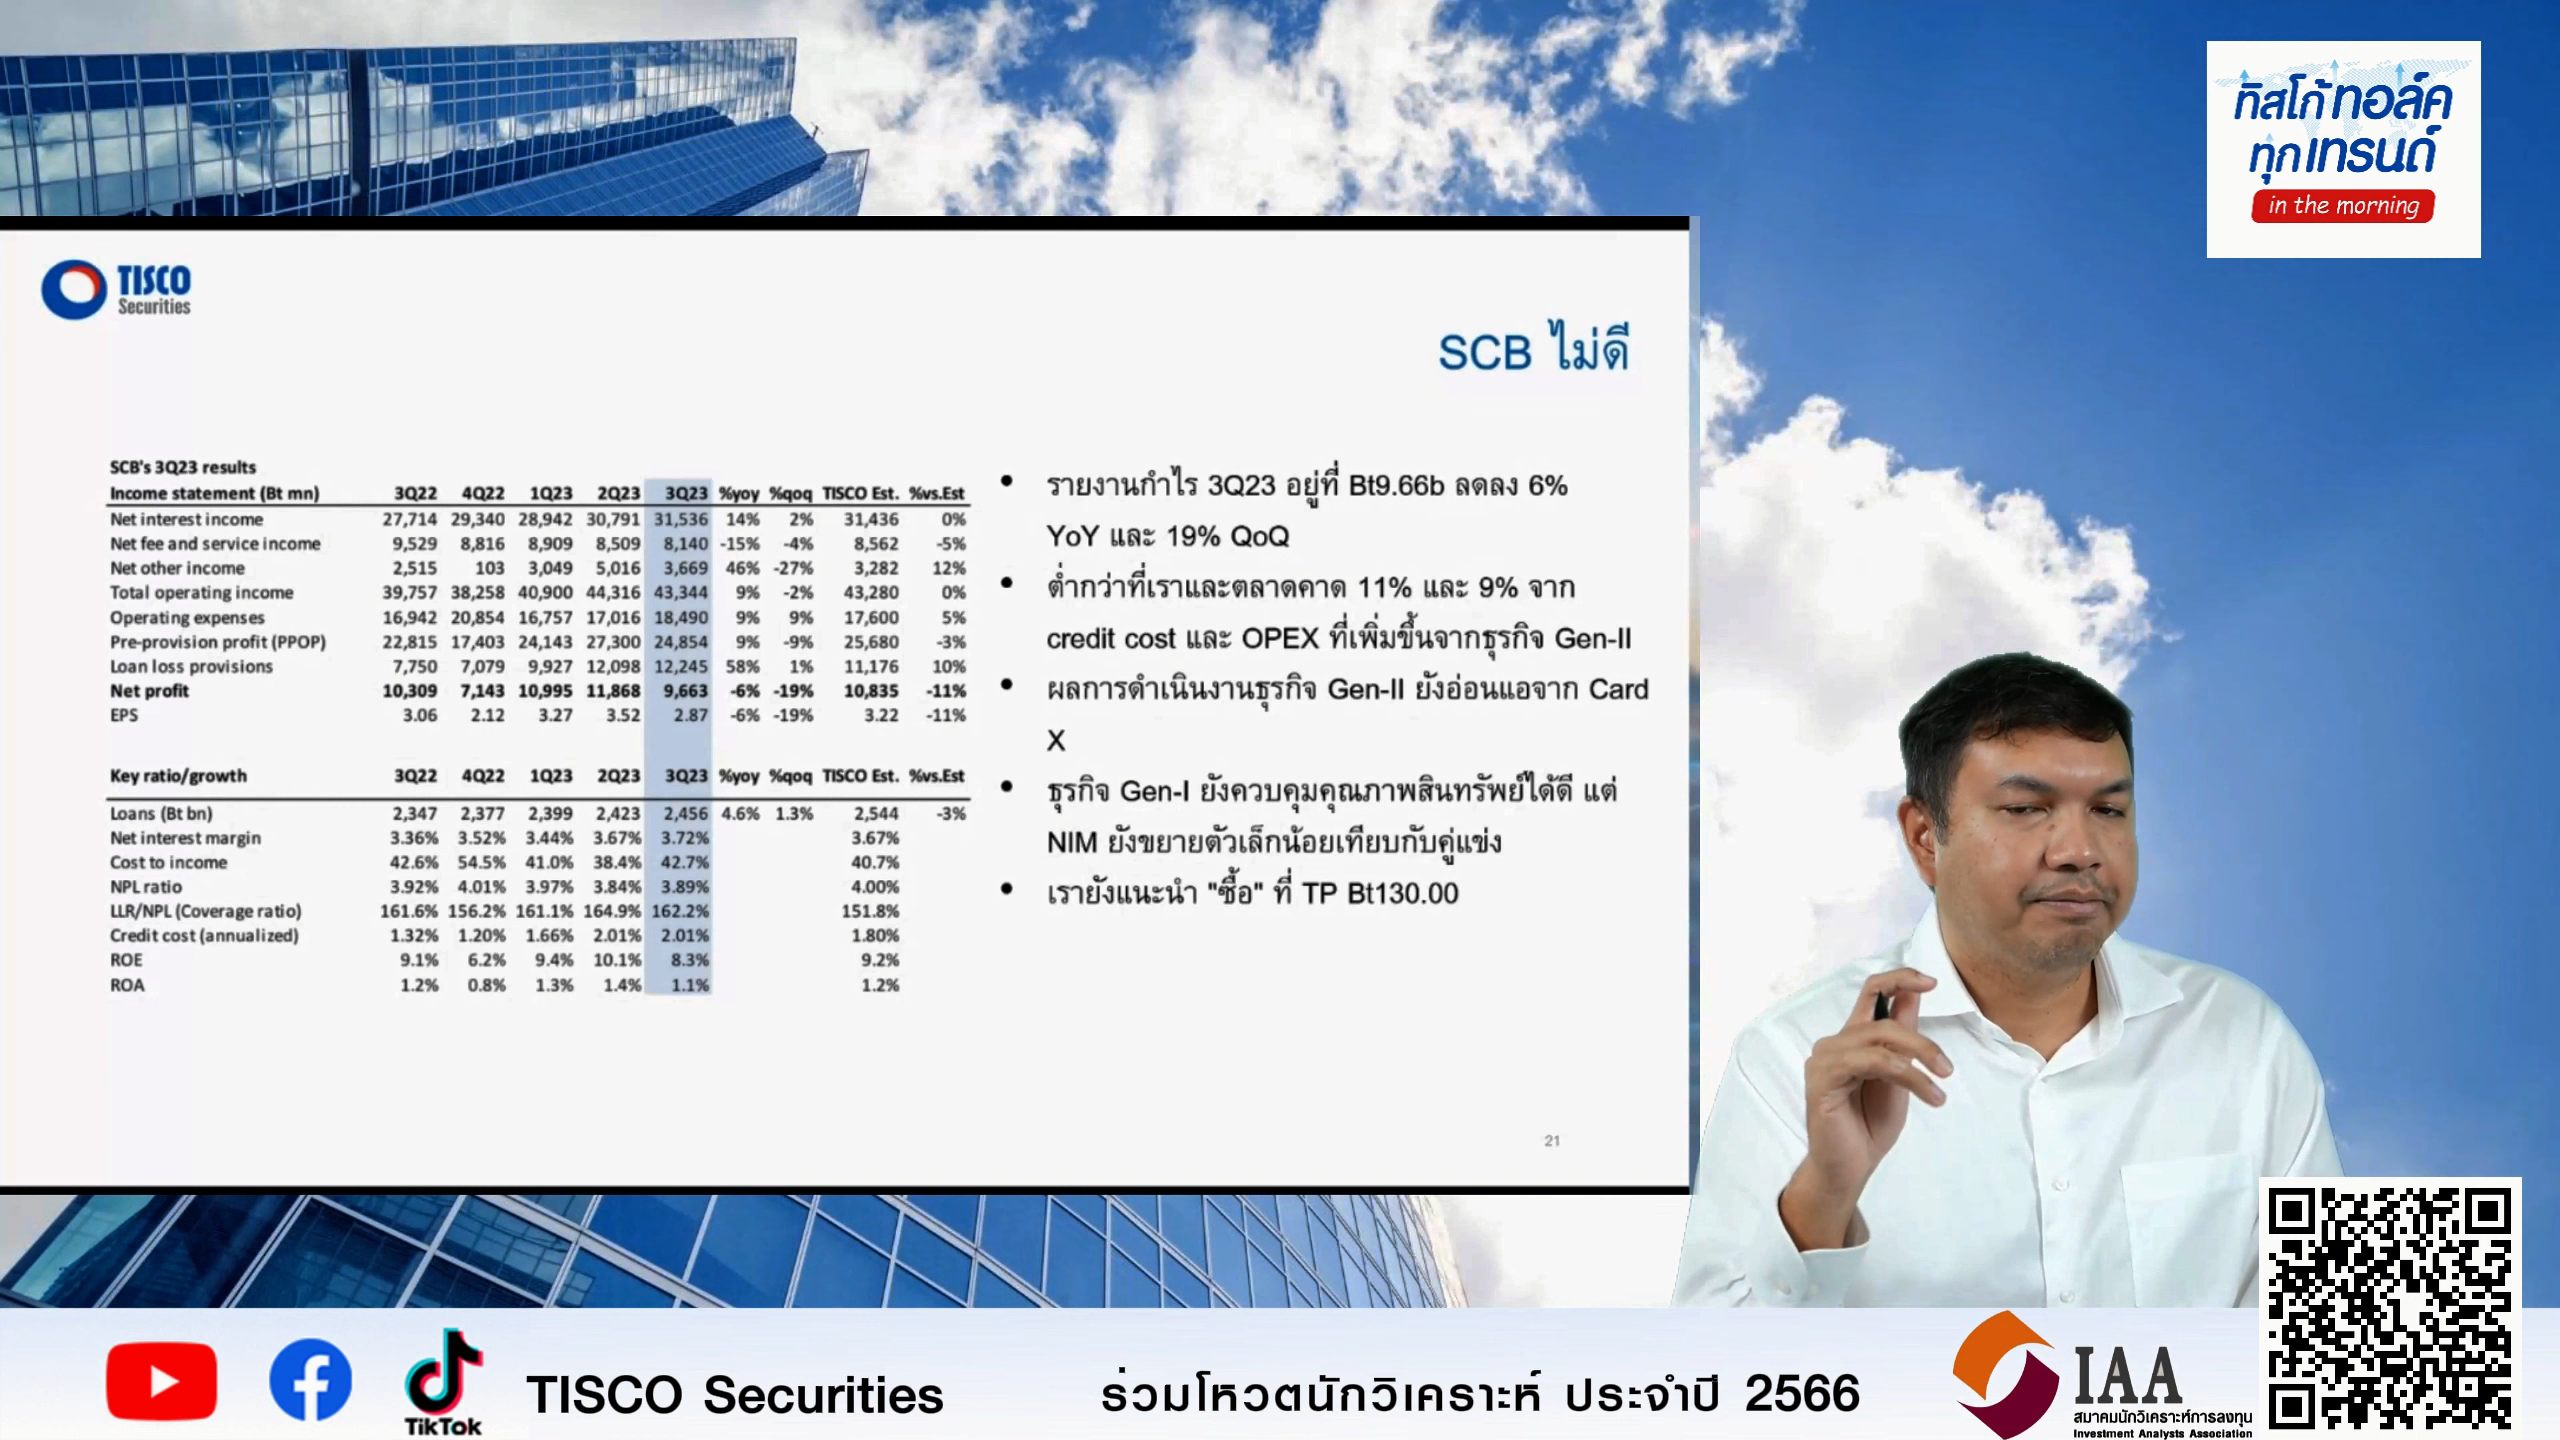 ทิสโก้ทอล์ค
ทุกเทรนด์
in the morning
TISCO
Securities
SCB ไม่ดี
SCB's 3Q23 results
Income statement (Bt mn) 3Q22 4Q22 1Q23 2Q23 3Q23 %yoy %qoq TISCO Est. %vs.Est
Net interest income 27,714 29,340 28,942 30,791 31,536 14% 2% 31,436 0%
Net fee and service income 9,529 8,816 8,909 8,509 8,140 -15% -4% 8,562 -5%
Net other income 2,515 103 3,049 5,016 3,669 46% -27% 3,282 12%
Total operating income 39,757 38,258 40,900 44,316 43,344 9% -2% 43,280 0%
Operating expenses 16,942 20,854 16,757 17,016 18,490 9% 9% 17,600 5%
Pre-provision profit (PPOP) 22,815 17,403 24,143 27,300 24,854 9% -9% 25,680 -3%
Loan loss provisions 7,750 7,079 9,927 12,098 12,245 58% 1% 11,176 10%
Net profit 10,309 7,143 10,995 11,868 9,663 -6% -19% 10,835 -11%
EPS 3.06 2.12 3.27 3.52 2.87 -6% -19% 3.22 -11%
Key ratio/growth 3Q22 4Q22 1Q23 2Q23 3Q23 %yoy %qoq TISCO Est. %vs.Est
Loans (Bt bn) 2,347 2,377 2,399 2,423 2,456 4.6% 1.3% 2,544 -3%
Net interest margin 3.36% 3.52% 3.44% 3.67% 3.72% 3.67%
Cost to income 42.6% 54.5% 41.0% 38.4% 42.7% 40.7%
NPL ratio 3.92% 4.01% 3.97% 3.84% 3.89% 4.00%
LLR/NPL (Coverage ratio) 161.6% 156.2% 161.1% 164.9% 162.2% 151.8%
Credit cost (annualized) 1.32% 1.20% 1.66% 2.01% 2.01% 1.80%
ROE 9.1% 6.2% 9.4% 10.1% 8.3% 9.2%
ROA 1.2% 0.8% 1.3% 1.4% 1.1% 1.2%
• รายงานกำไร 3Q23 อยู่ที่ Bt9.66b ลดลง 6%
YoY และ 19% QoQ
• ต่ำกว่าที่เราและตลาดคาด 11% และ 9% จาก
credit cost และ OPEX ที่เพิ่มขึ้นจากธุรกิจ Gen-II
• ผลการดำเนินงานธุรกิจ Gen-II ยังอ่อนแอจาก Card
X
• ธุรกิจ Gen-I ยังควบคุมคุณภาพสินทรัพย์ได้ดี แต่
NIM ยังขยายตัวเล็กน้อยเทียบกับคู่แข่ง
• เรายังแนะนำ "ซื้อ" ที่ TP Bt130.00
21
TikTok
TISCO Securities
ร่วมโหวตนักวิเคราะห์ ประจำปี 2566
IAA
สมาคมนักวิเคราะห์การลงทุน
Investment Analysts Association